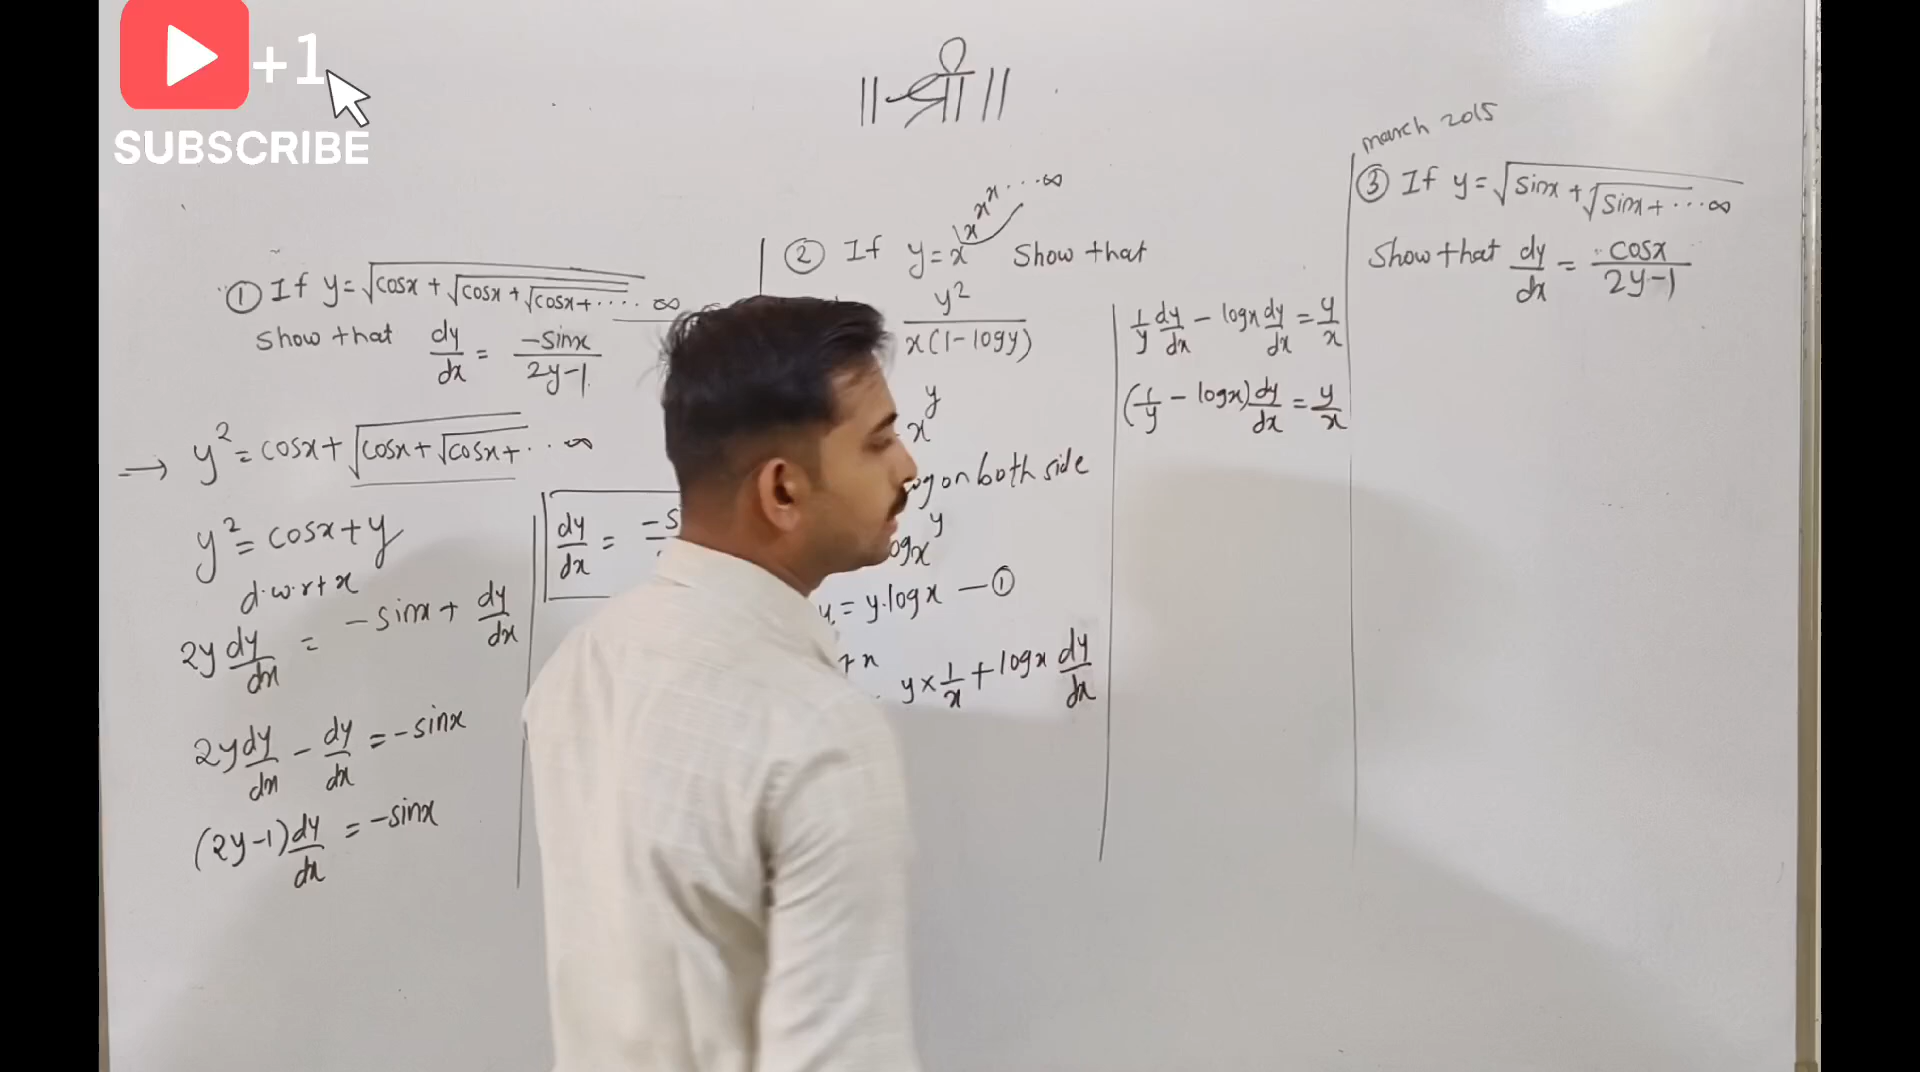 +1
SUBSCRIBE
||श्री||
① If y = √cosx + √cosx + √cosx + ···· ∞
Show that dy/dx = -sinx/2y-1
→ y² = cosx + √cosx + √cosx + ·· ∞
y² = cosx + y
d·w·r·t x
2y dy/dx = -sinx + dy/dx
2y dy/dx - dy/dx = -sinx
(2y-1) dy/dx = -sinx
dy/dx =
② If y = x^x^x^x···∞ Show that
y²/x(1-logy)
x^y
on both side
logx^y
= y·logx — ①
y × 1/x + logx dy/dx
1/y dy/dx - logx dy/dx = y/x
(1/y - logx) dy/dx = y/x
march 2015
③ If y = √sinx + √sinx + ··· ∞
Show that dy/dx = cosx/2y-1